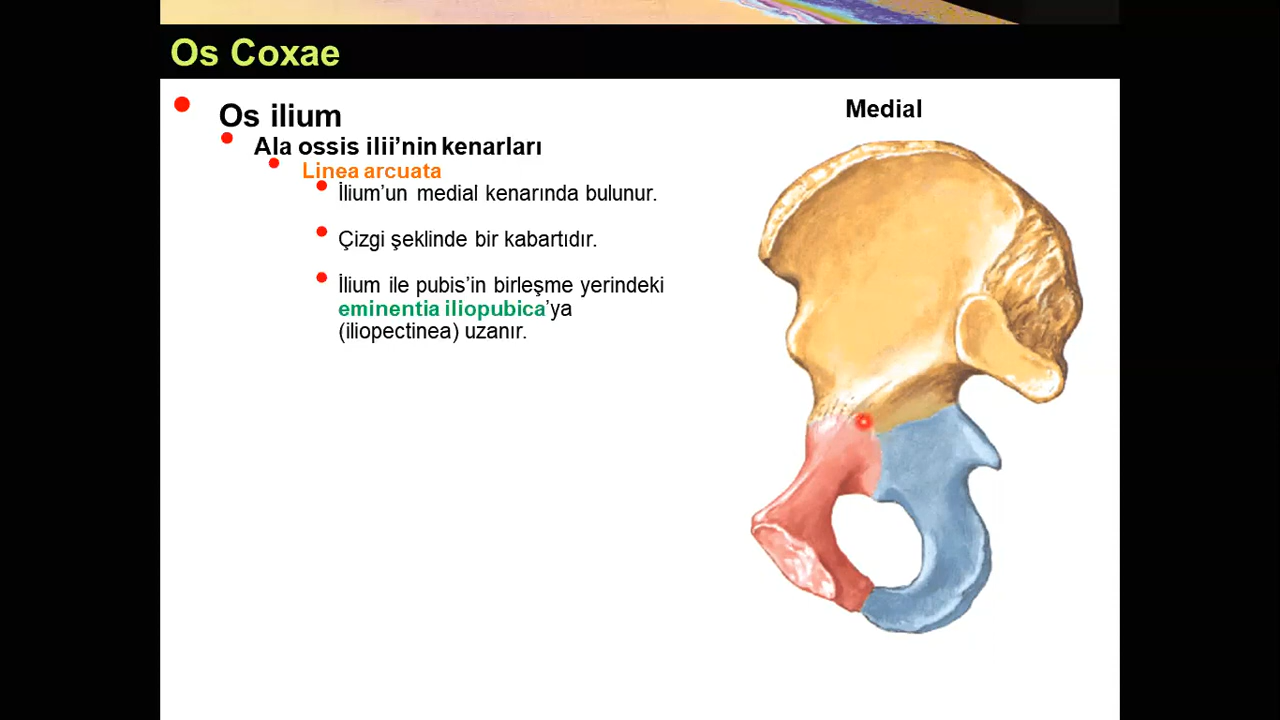 Os Coxae
Os ilium
Medial
Ala ossis ilii’nin kenarları
Linea arcuata
İlium’un medial kenarında bulunur.
Çizgi şeklinde bir kabartıdır.
İlium ile pubis’in birleşme yerindeki
eminentia iliopubica’ya
(iliopectinea) uzanır.